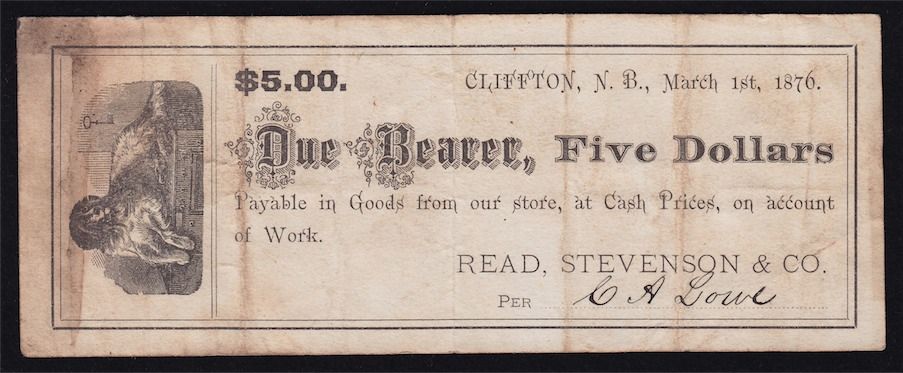 $5.00.
CLIFFTON, N. B., March 1st, 1876.
Due Bearer, Five Dollars
Payable in Goods from our store, at Cash Prices, on account
of Work.
READ, STEVENSON & CO.
PER C A Lowe